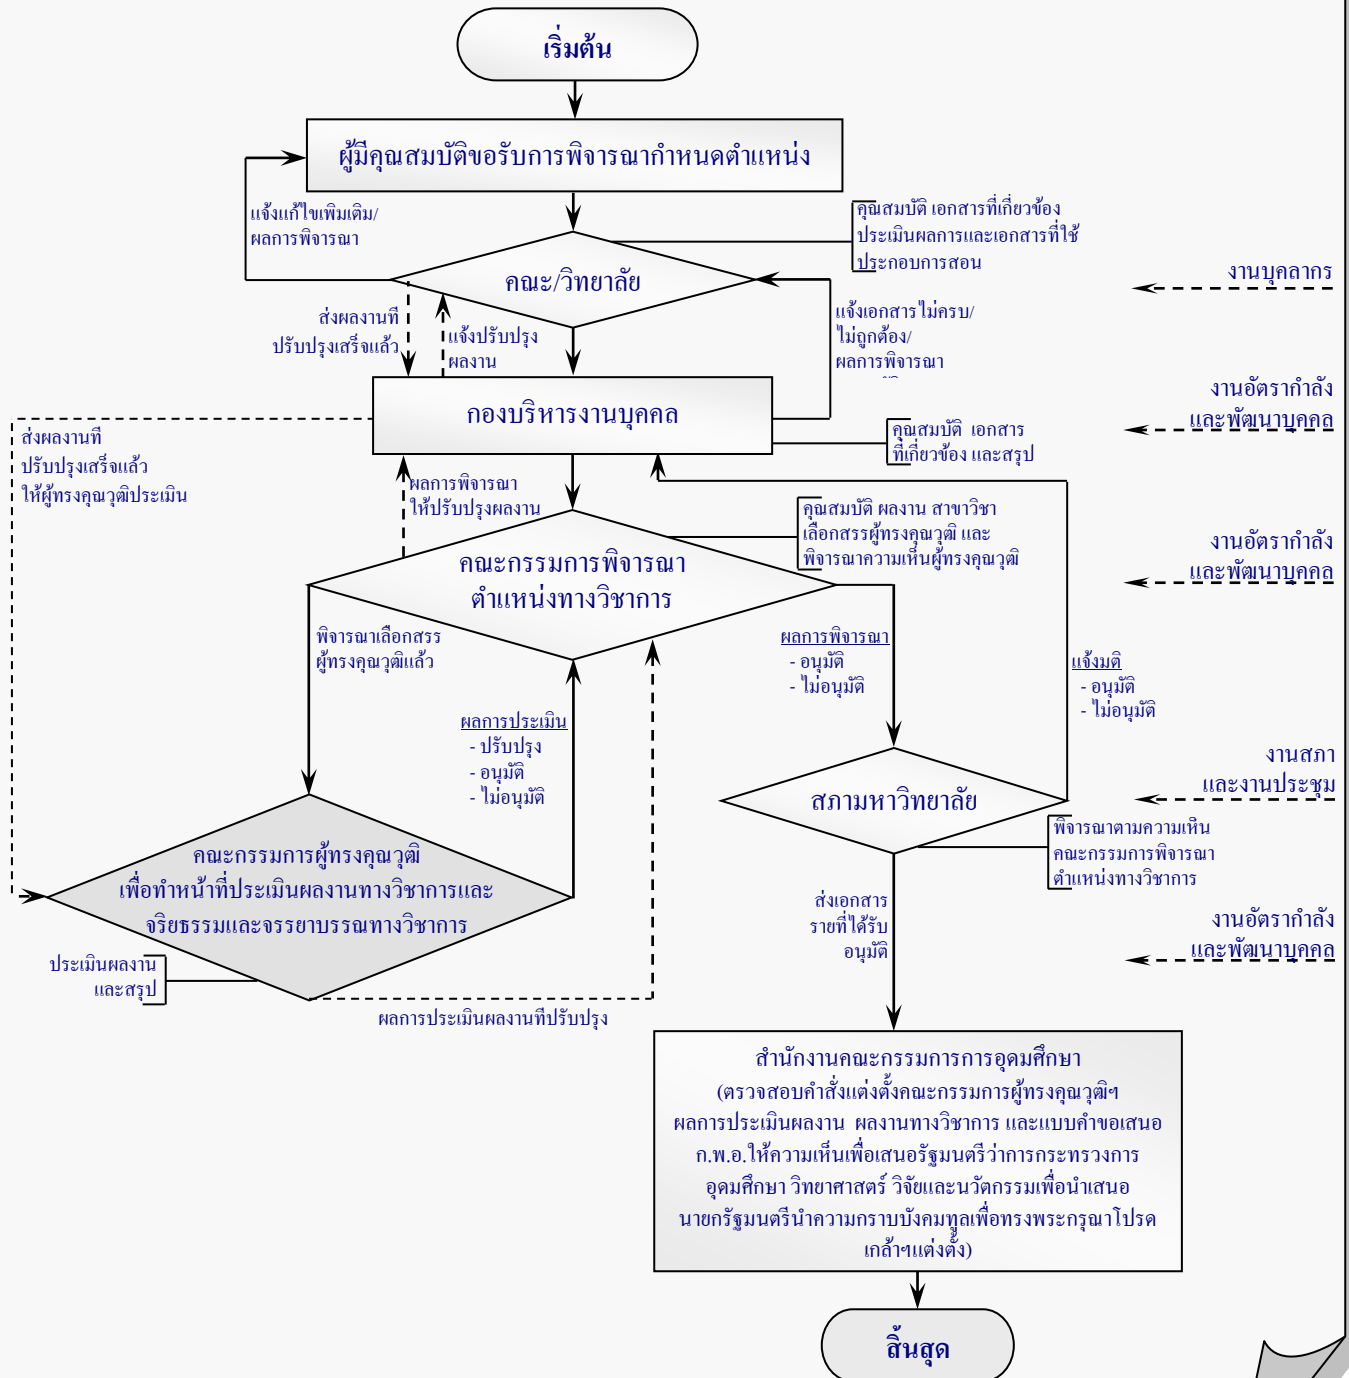 เริ่มต้น
ผู้มีคุณสมบัติขอรับการพิจารณากำหนดตำแหน่ง
แจ้งแก้ไขเพิ่มเติม/
ผลการพิจารณา
คุณสมบัติ เอกสารที่เกี่ยวข้อง
ประเมินผลการและเอกสารที่ใช้
ประกอบการสอน
คณะ/วิทยาลัย
งานบุคลากร
ส่งผลงานที่
ปรับปรุงเสร็จแล้ว
แจ้งปรับปรุง
ผลงาน
แจ้งเอกสารไม่ครบ/
ไม่ถูกต้อง/
ผลการพิจารณา
งานอัตรากำลัง
และพัฒนาบุคคล
กองบริหารงานบุคคล
คุณสมบัติ เอกสาร
ที่เกี่ยวข้อง และสรุป
ส่งผลงานที่
ปรับปรุงเสร็จแล้ว
ให้ผู้ทรงคุณวุฒิประเมิน
ผลการพิจารณา
ให้ปรับปรุงผลงาน
คุณสมบัติ ผลงาน สาขาวิชา
เลือกสรรผู้ทรงคุณวุฒิ และ
พิจารณาความเห็นผู้ทรงคุณวุฒิ
งานอัตรากำลัง
และพัฒนาบุคคล
คณะกรรมการพิจารณา
ตำแหน่งทางวิชาการ
พิจารณาเลือกสรร
ผู้ทรงคุณวุฒิแล้ว
ผลการพิจารณา
- อนุมัติ
- ไม่อนุมัติ
แจ้งมติ
- อนุมัติ
- ไม่อนุมัติ
ผลการประเมิน
- ปรับปรุง
- อนุมัติ
- ไม่อนุมัติ
งานสภา
และงานประชุม
สภามหาวิทยาลัย
พิจารณาตามความเห็น
คณะกรรมการพิจารณา
ตำแหน่งทางวิชาการ
คณะกรรมการผู้ทรงคุณวุฒิ
เพื่อทำหน้าที่ประเมินผลงานทางวิชาการและ
จริยธรรมและจรรยาบรรณทางวิชาการ
ส่งเอกสาร
รายที่ได้รับ
อนุมัติ
งานอัตรากำลัง
และพัฒนาบุคคล
ประเมินผลงาน
และสรุป
ผลการประเมินผลงานที่ปรับปรุง
สำนักงานคณะกรรมการการอุดมศึกษา
(ตรวจสอบคำสั่งแต่งตั้งคณะกรรมการผู้ทรงคุณวุฒิฯ
ผลการประเมินผลงาน ผลงานทางวิชาการ และแบบคำขอเสนอ
ก.พ.อ.ให้ความเห็นเพื่อเสนอรัฐมนตรีว่าการกระทรวงการ
อุดมศึกษา วิทยาศาสตร์ วิจัยและนวัตกรรมเพื่อนำเสนอ
นายกรัฐมนตรีนำความกราบบังคมทูลเพื่อทรงพระกรุณาโปรด
เกล้าฯแต่งตั้ง)
สิ้นสุด